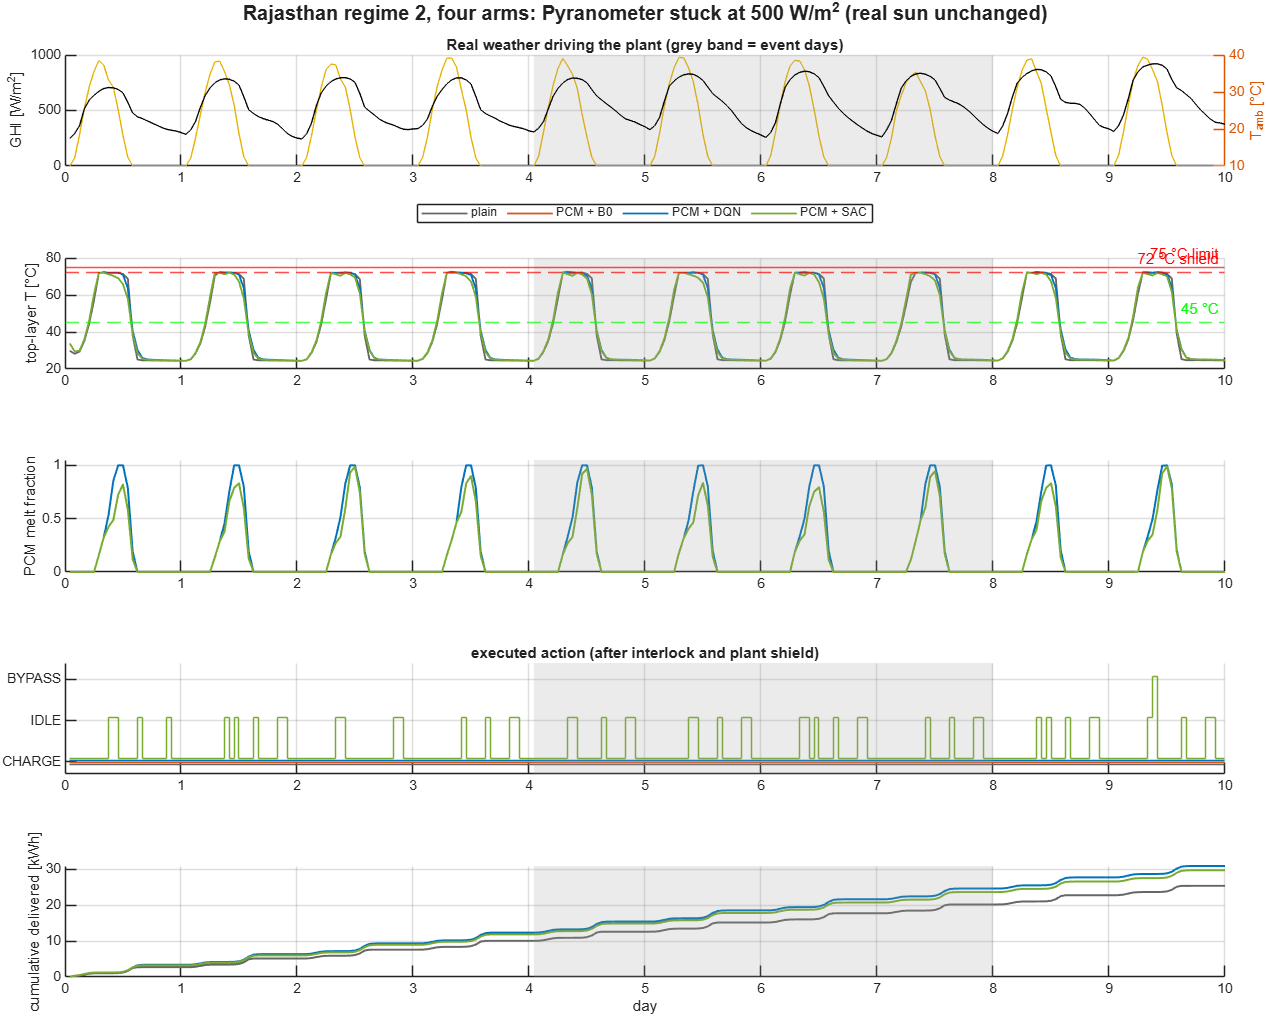 Rajasthan regime 2, four arms: Pyranometer stuck at 500 W/m² (real sun unchanged)
Real weather driving the plant (grey band = event days)
GHI [W/m²]
1000
500
0
40
30
20
10
T_amb [°C]
0 1 2 3 4 5 6 7 8 9 10
plain PCM + B0 PCM + DQN PCM + SAC
top-layer T [°C]
80
60
40
20
75 °C limit
72 °C shield
45 °C
0 1 2 3 4 5 6 7 8 9 10
PCM melt fraction
1
0.5
0
0 1 2 3 4 5 6 7 8 9 10
executed action (after interlock and plant shield)
BYPASS
IDLE
CHARGE
0 1 2 3 4 5 6 7 8 9 10
cumulative delivered [kWh]
30
20
10
0
0 1 2 3 4 5 6 7 8 9 10
day